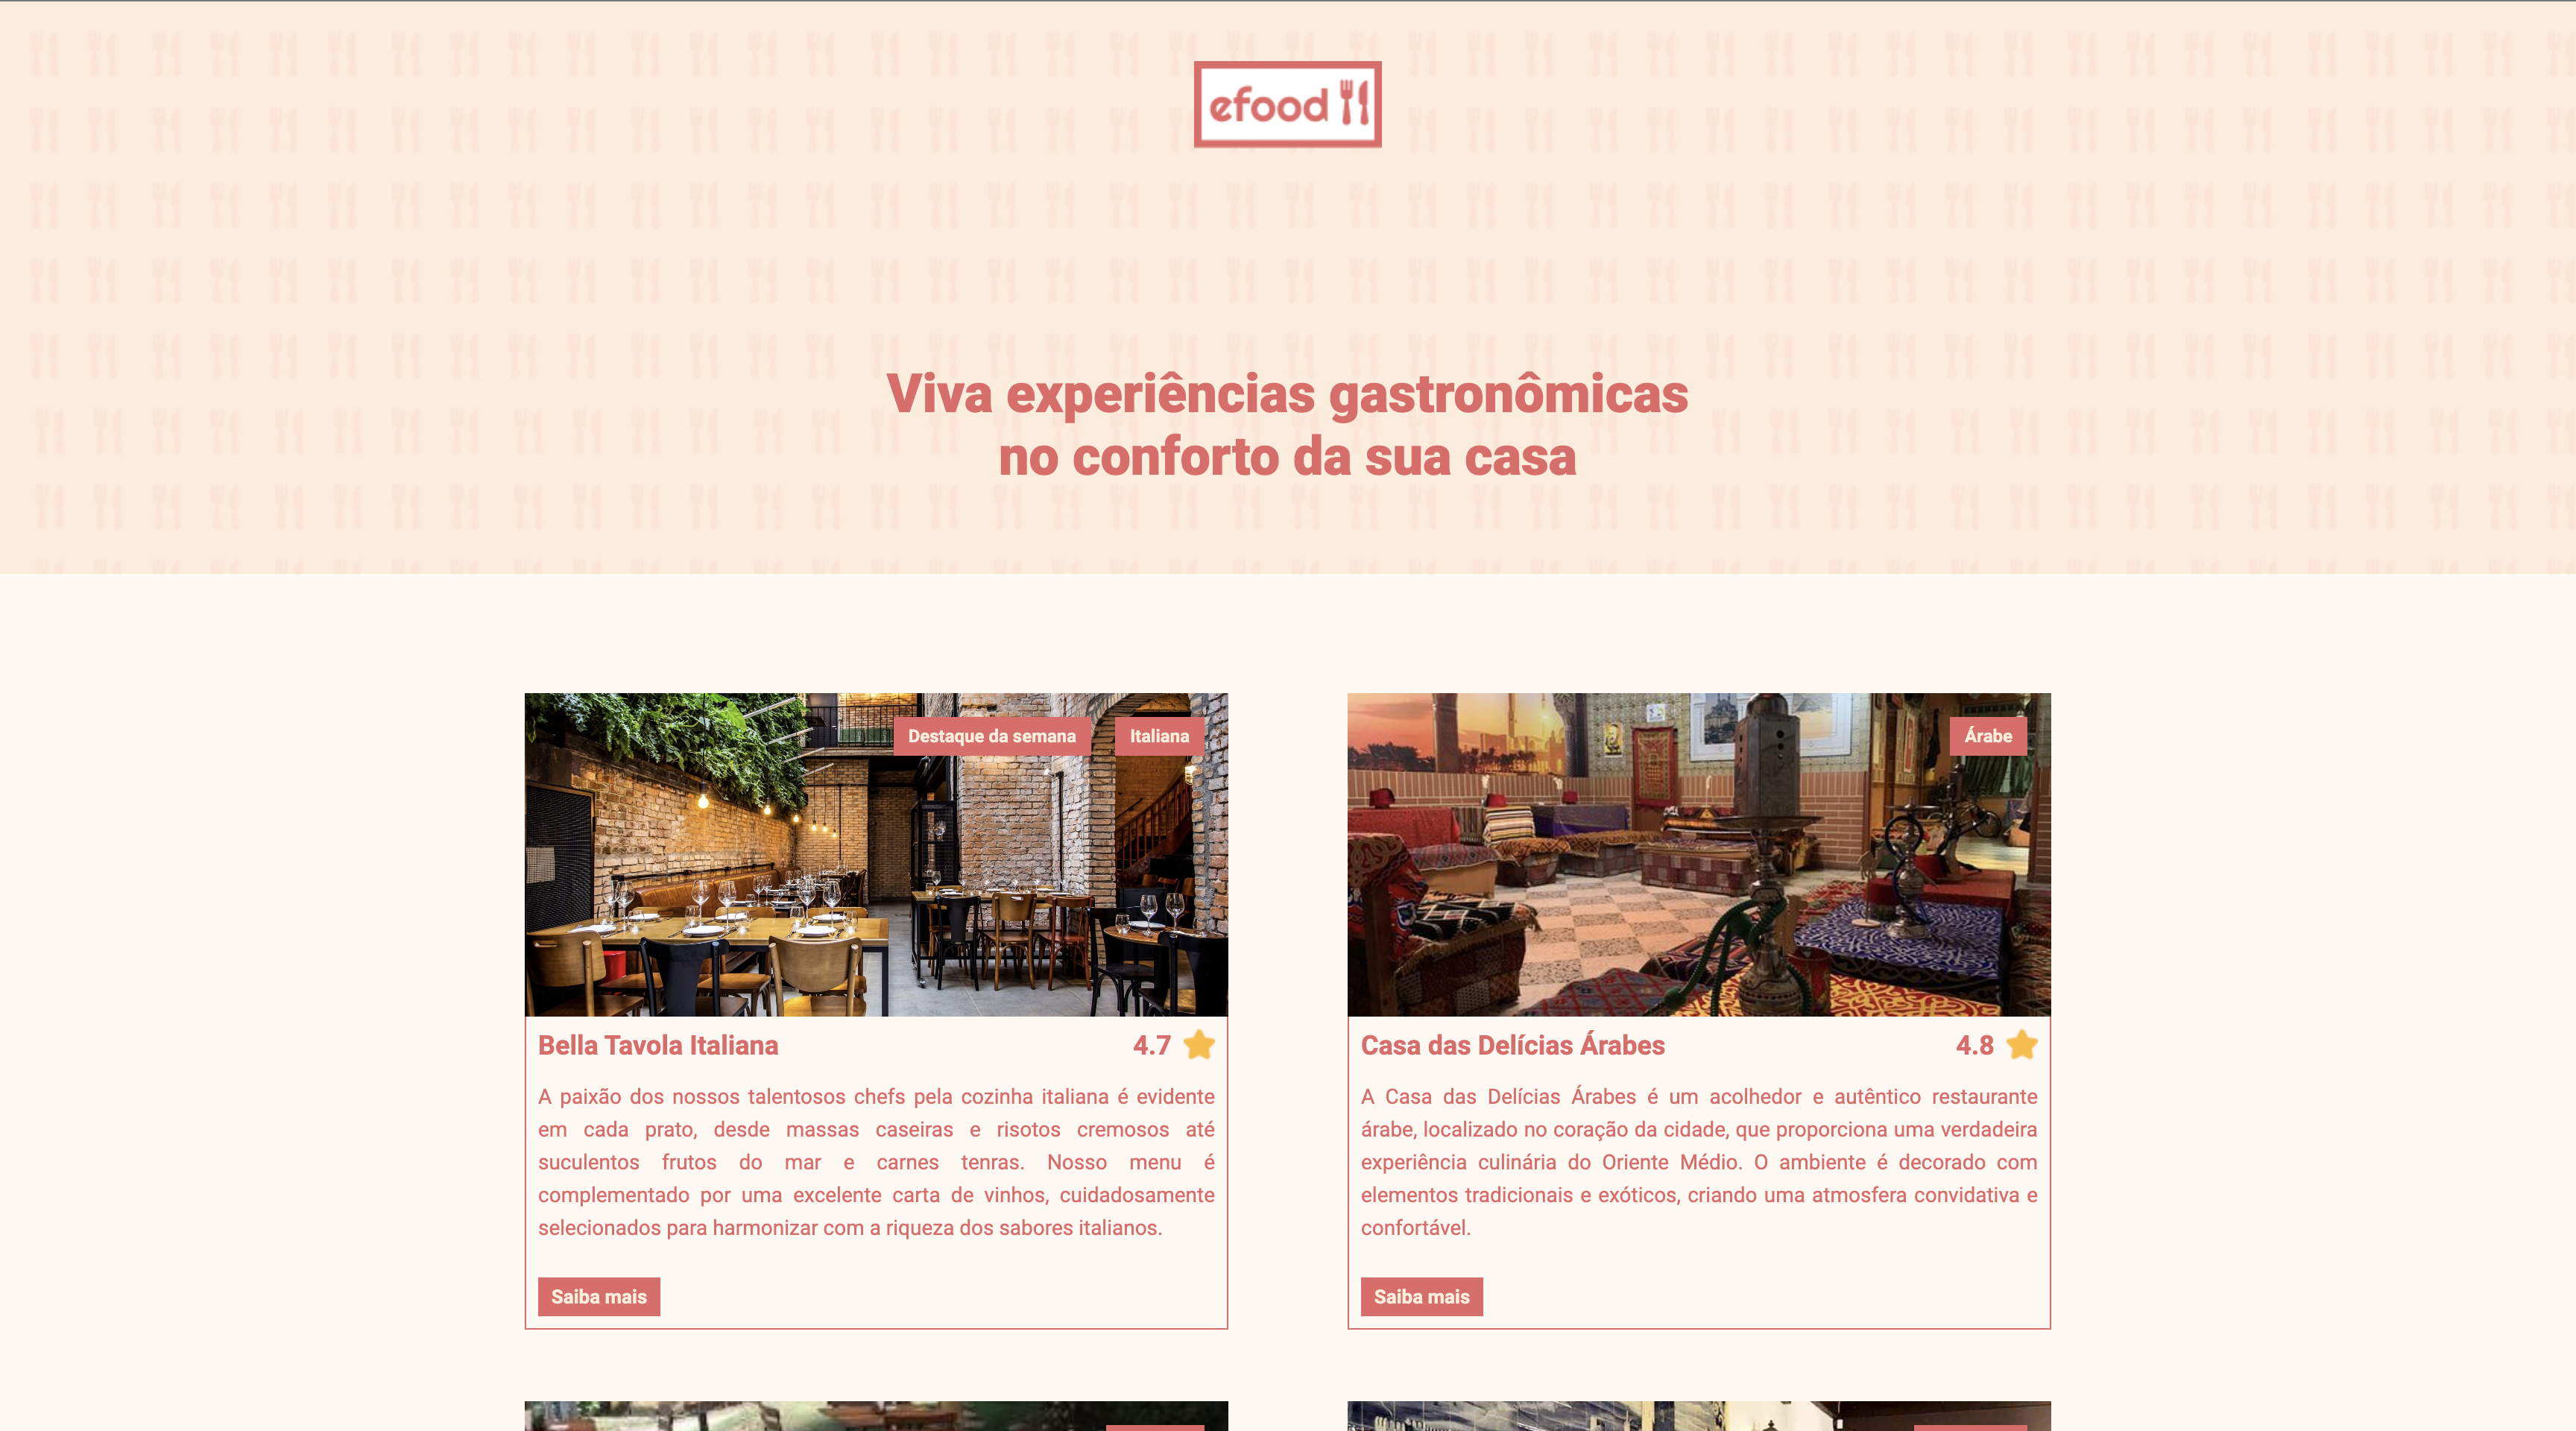 efood
Viva experiências gastronômicas
no conforto da sua casa
Destaque da semana
Italiana
Bella Tavola Italiana
4.7
A paixão dos nossos talentosos chefs pela cozinha italiana é evidente
em cada prato, desde massas caseiras e risotos cremosos até
suculentos frutos do mar e carnes tenras. Nosso menu é
complementado por uma excelente carta de vinhos, cuidadosamente
selecionados para harmonizar com a riqueza dos sabores italianos.
Saiba mais
Árabe
Casa das Delícias Árabes
4.8
A Casa das Delícias Árabes é um acolhedor e autêntico restaurante
árabe, localizado no coração da cidade, que proporciona uma verdadeira
experiência culinária do Oriente Médio. O ambiente é decorado com
elementos tradicionais e exóticos, criando uma atmosfera convidativa e
confortável.
Saiba mais